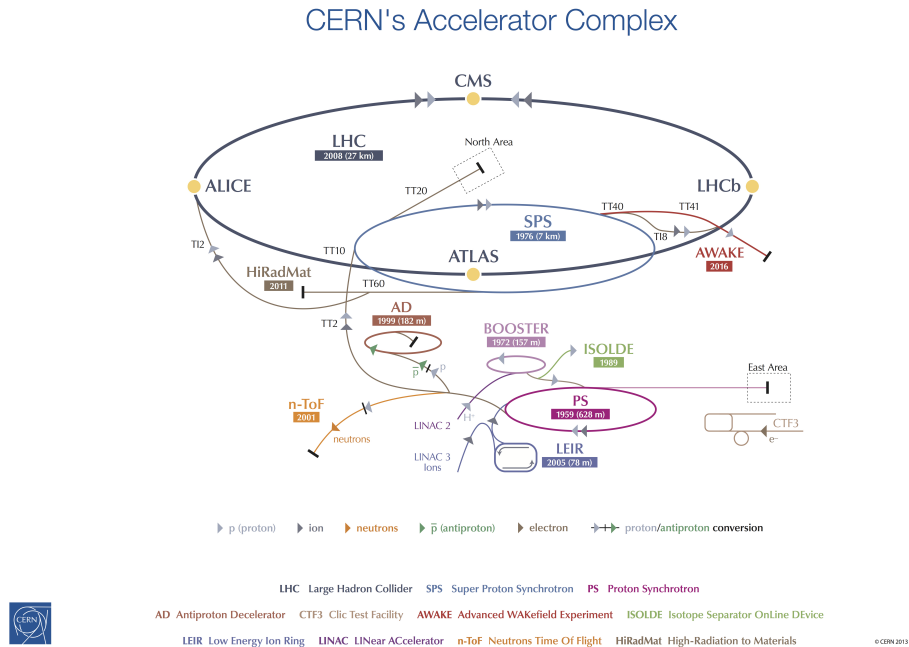 CERN's Accelerator Complex
CMS
LHC
2008 (27 km)
North Area
ALICE
LHCb
TT20
TT40
TT41
SPS
1976 (7 km)
TI8
TI2
TT10
ATLAS
AWAKE
2016
HiRadMat
2011
TT60
AD
1999 (182 m)
TT2
BOOSTER
1972 (157 m)
ISOLDE
1989
p̅
p
East Area
n-ToF
2001
PS
1959 (628 m)
H⁻
LINAC 2
CTF3
e⁻
neutrons
LEIR
2005 (78 m)
LINAC 3
Ions
p (proton) ion neutrons p̅ (antiproton) electron proton/antiproton conversion
LHC Large Hadron Collider SPS Super Proton Synchrotron PS Proton Synchrotron
AD Antiproton Decelerator CTF3 Clic Test Facility AWAKE Advanced WAKefield Experiment ISOLDE Isotope Separator OnLine DEvice
LEIR Low Energy Ion Ring LINAC LINear ACcelerator n-ToF Neutrons Time Of Flight HiRadMat High-Radiation to Materials
CERN
© CERN 2013